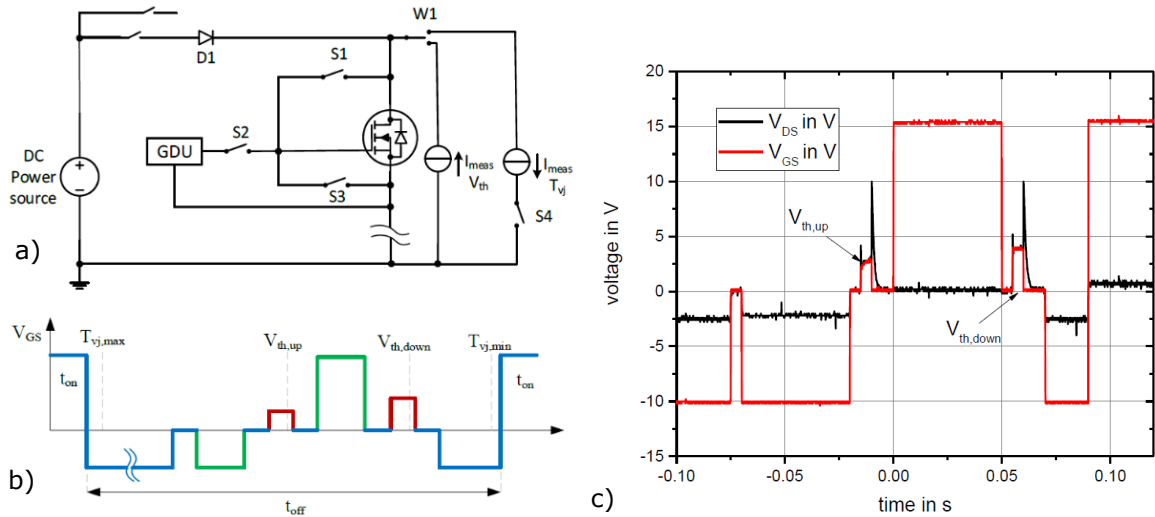 a)
W1
D1
S1
S2
GDU
DC
Power
source
+
−
S3
I_meas
V_th
I_meas
T_vj
S4
b)
V_GS
T_vj,max
V_th,up
V_th,down
T_vj,min
t_on
t_on
t_off
c)
voltage in V
20
15
10
5
0
-5
-10
-15
V_DS in V
V_GS in V
V_th,up
V_th,down
-0.10 -0.05 0.00 0.05 0.10
time in s